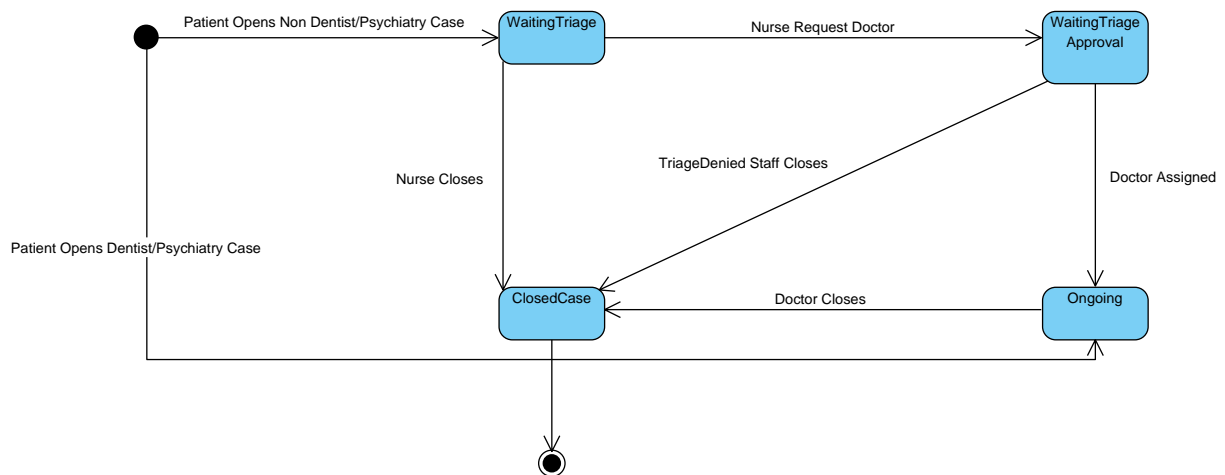 Patient Opens Non Dentist/Psychiatry Case
WaitingTriage
Nurse Request Doctor
WaitingTriage
Approval
TriageDenied Staff Closes
Nurse Closes
Doctor Assigned
Patient Opens Dentist/Psychiatry Case
ClosedCase
Doctor Closes
Ongoing